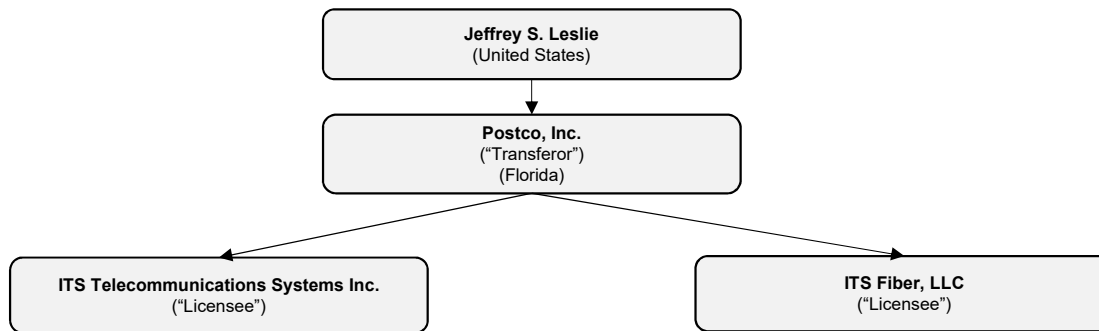 Jeffrey S. Leslie
(United States)
Postco, Inc.
(“Transferor”)
(Florida)
ITS Telecommunications Systems Inc.
(“Licensee”)
ITS Fiber, LLC
(“Licensee”)